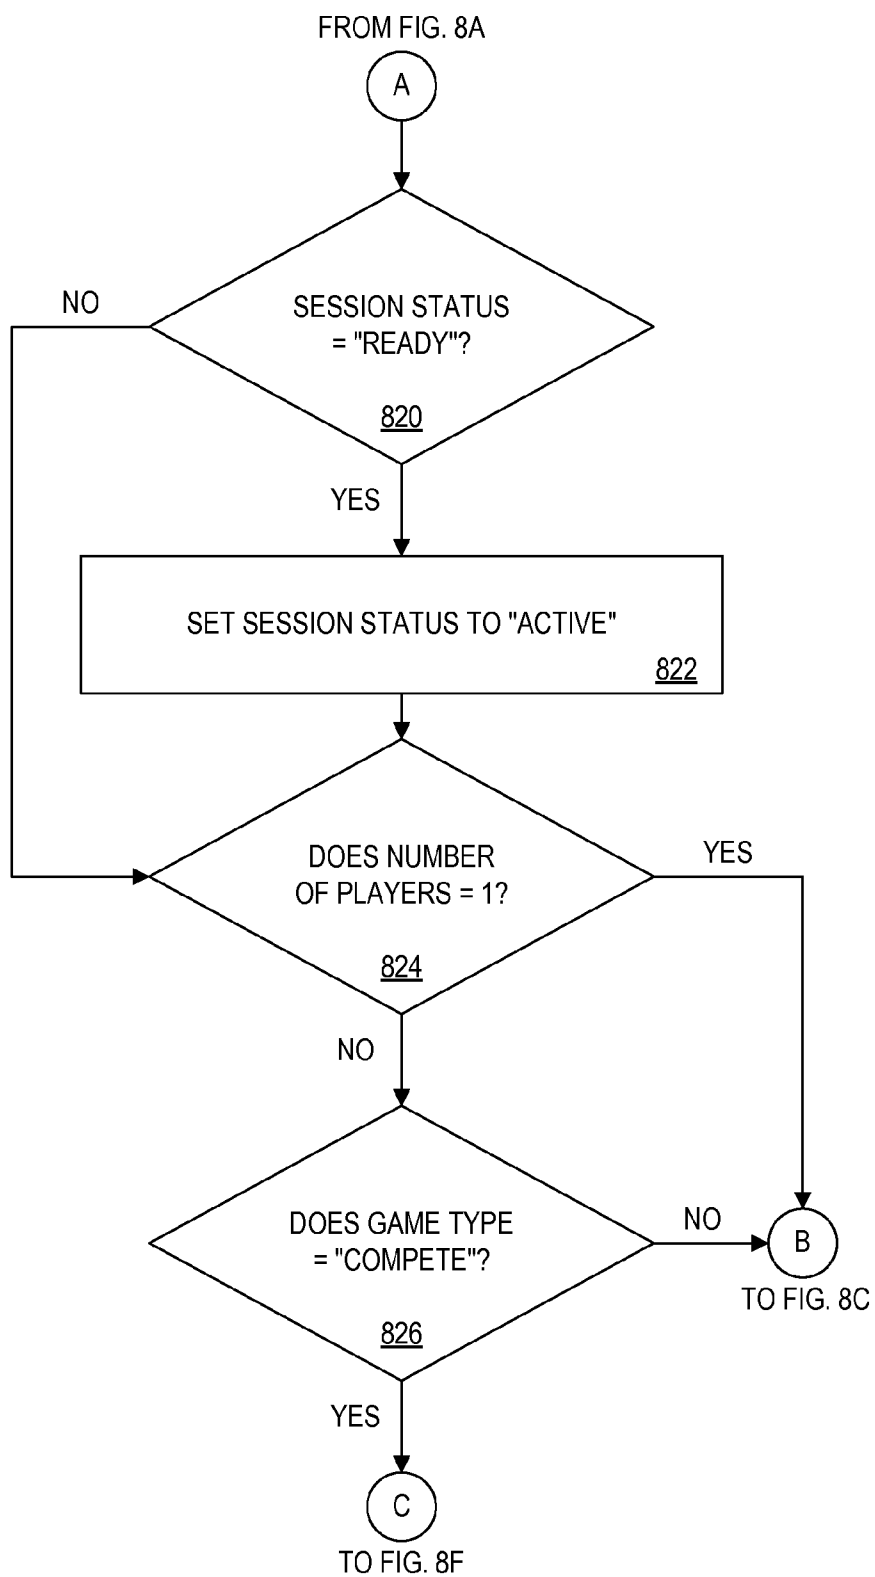 FROM FIG. 8A
A
SESSION STATUS
= "READY"?
820
NO
YES
SET SESSION STATUS TO "ACTIVE"
822
DOES NUMBER
OF PLAYERS = 1?
824
YES
NO
DOES GAME TYPE
= "COMPETE"?
826
NO
B
TO FIG. 8C
YES
C
TO FIG. 8F